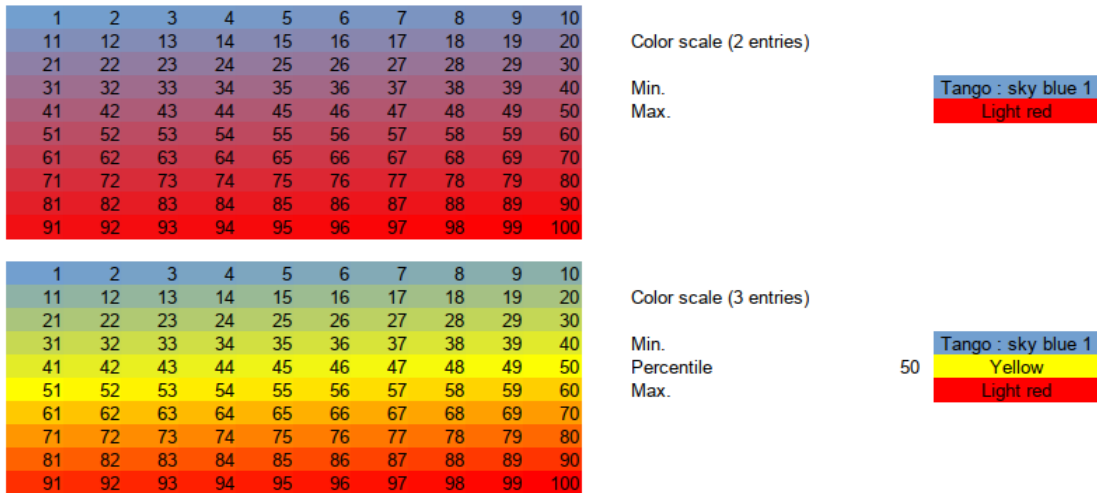 1 2 3 4 5 6 7 8 9 10
11 12 13 14 15 16 17 18 19 20 Color scale (2 entries)
21 22 23 24 25 26 27 28 29 30
31 32 33 34 35 36 37 38 39 40 Min. Tango : sky blue 1
41 42 43 44 45 46 47 48 49 50 Max. Light red
51 52 53 54 55 56 57 58 59 60
61 62 63 64 65 66 67 68 69 70
71 72 73 74 75 76 77 78 79 80
81 82 83 84 85 86 87 88 89 90
91 92 93 94 95 96 97 98 99 100
1 2 3 4 5 6 7 8 9 10
11 12 13 14 15 16 17 18 19 20 Color scale (3 entries)
21 22 23 24 25 26 27 28 29 30
31 32 33 34 35 36 37 38 39 40 Min. Tango : sky blue 1
41 42 43 44 45 46 47 48 49 50 Percentile 50 Yellow
51 52 53 54 55 56 57 58 59 60 Max. Light red
61 62 63 64 65 66 67 68 69 70
71 72 73 74 75 76 77 78 79 80
81 82 83 84 85 86 87 88 89 90
91 92 93 94 95 96 97 98 99 100